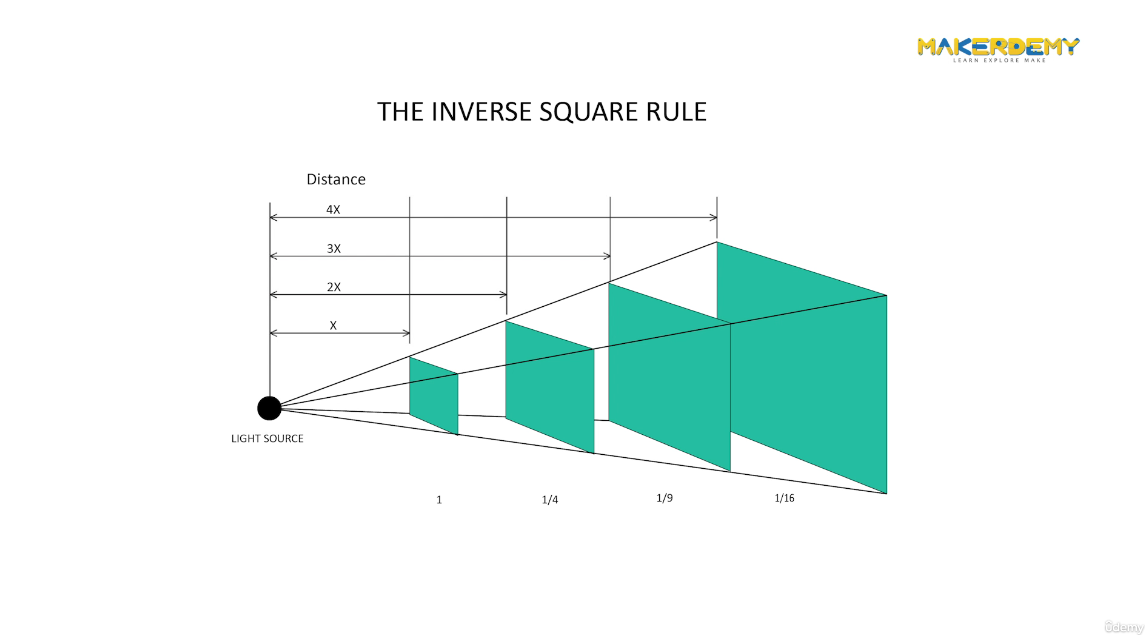 MAKERDEMY
LEARN EXPLORE MAKE
THE INVERSE SQUARE RULE
Distance
4X
3X
2X
X
LIGHT SOURCE
1
1/4
1/9
1/16
ûdemy